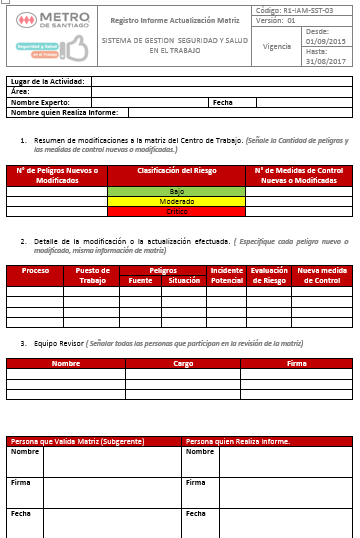 METRO
DE SANTIAGO
Seguridad y Salud
en el Trabajo
Registro Informe Actualización Matriz
SISTEMA DE GESTION SEGURIDAD Y SALUD
EN EL TRABAJO
Código: R1-IAM-SST-03
Versión: 01
Vigencia
Desde:
01/09/2015
Hasta:
31/08/2017
Lugar de la Actividad:
Área:
Nombre Experto: Fecha
Nombre quien Realiza Informe:
1. Resumen de modificaciones a la matriz del Centro de Trabajo. (Señale la Cantidad de peligros y
las medidas de control nuevas o modificadas.)
N° de Peligros Nuevos o
Modificados
Clasificación del Riesgo
N° de Medidas de Control
Nuevas o Modificadas
Bajo
Moderado
Crítico
2. Detalle de la modificación o la actualización efectuada. ( Especifique cada peligro nuevo o
modificado, misma información de matriz)
Proceso
Puesto de
Trabajo
Peligros
Fuente Situación
Incidente
Potencial
Evaluación
de Riesgo
Nueva medida
de Control
3. Equipo Revisor ( Señalar todas las personas que participan en la revisión de la matriz)
Nombre Cargo Firma
Persona que Valida Matriz (Subgerente) Persona quien Realiza Informe.
Nombre Nombre
Firma Firma
Fecha Fecha